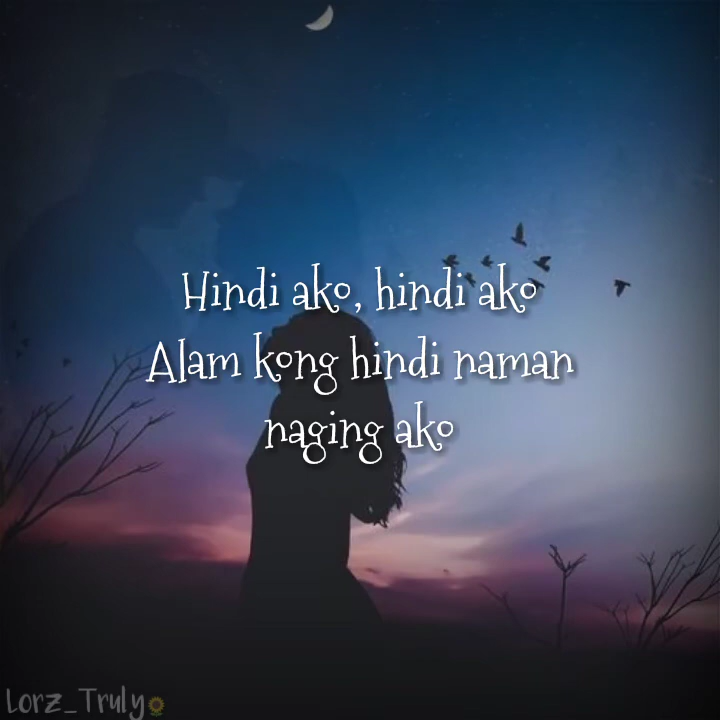 Hindi ako, hindi ako
Alam kong hindi naman
naging ako
Lorz_Truly